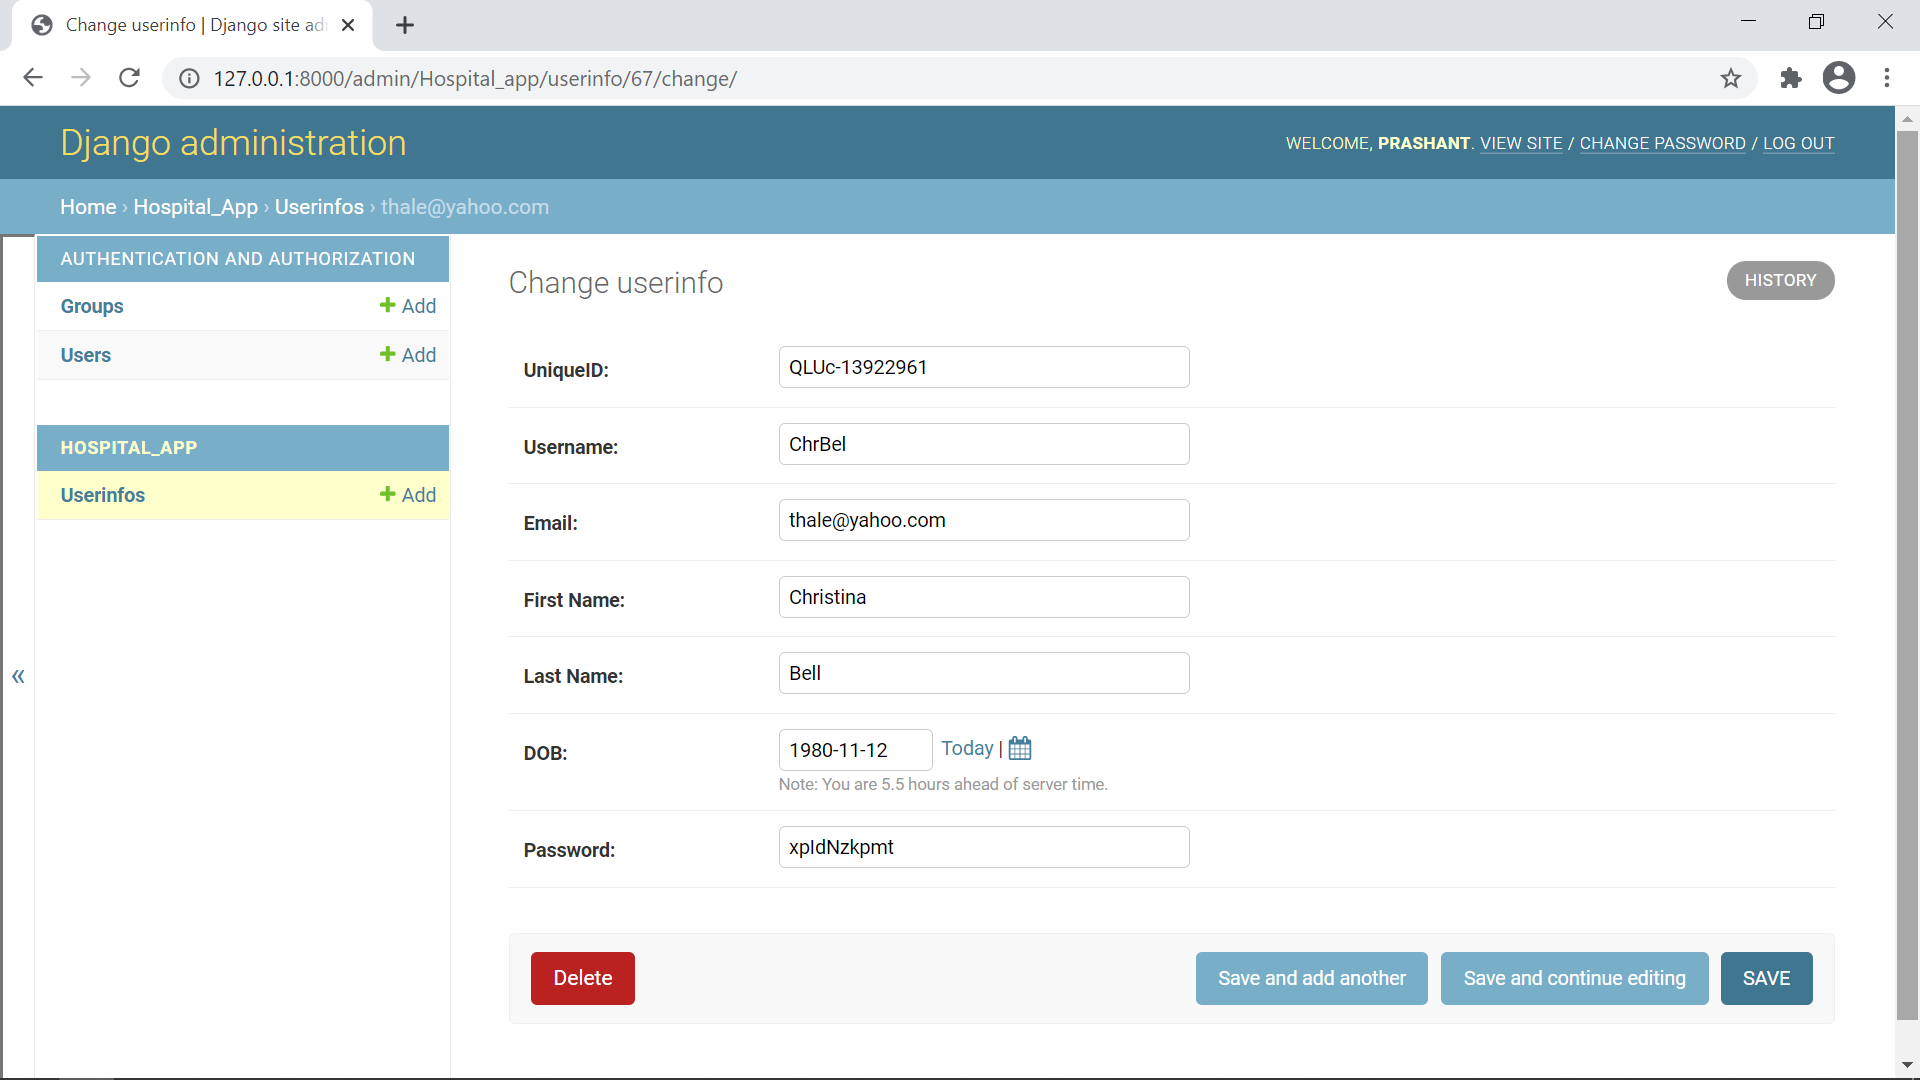 Change userinfo | Django site ad
127.0.0.1:8000/admin/Hospital_app/userinfo/67/change/
Django administration
WELCOME, PRASHANT. VIEW SITE / CHANGE PASSWORD / LOG OUT
Home › Hospital_App › Userinfos › thale@yahoo.com
AUTHENTICATION AND AUTHORIZATION
Groups + Add
Users + Add
HOSPITAL_APP
Userinfos + Add
«
Change userinfo
HISTORY
UniqueID: QLUc-13922961
Username: ChrBel
Email: thale@yahoo.com
First Name: Christina
Last Name: Bell
DOB: 1980-11-12 Today |
Note: You are 5.5 hours ahead of server time.
Password: xpIdNzkpmt
Delete Save and add another Save and continue editing SAVE